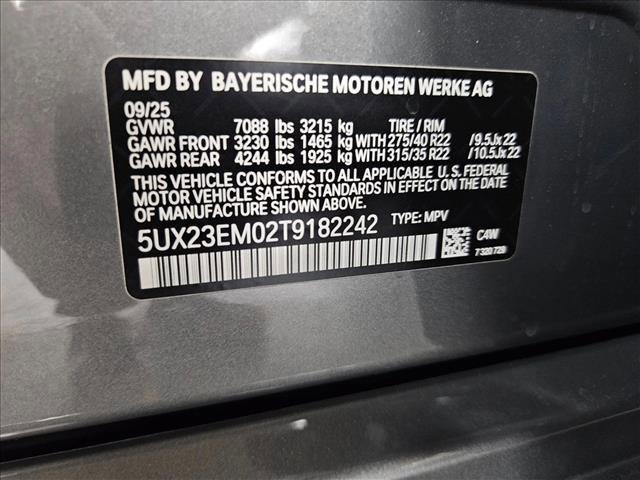 MFD BY BAYERISCHE MOTOREN WERKE AG
09/25
GVWR 7088 lbs 3215 kg TIRE / RIM
GAWR FRONT 3230 lbs 1465 kg WITH 275/40 R22 /9.5Jx22
GAWR REAR 4244 lbs 1925 kg WITH 315/35 R22 /10.5Jx22
THIS VEHICLE CONFORMS TO ALL APPLICABLE U. S. FEDERAL
MOTOR VEHICLE SAFETY STANDARDS IN EFFECT ON THE DATE
OF MANUFACTURE SHOWN ABOVE.
5UX23EM02T9182242 TYPE: MPV
C4W
7320729